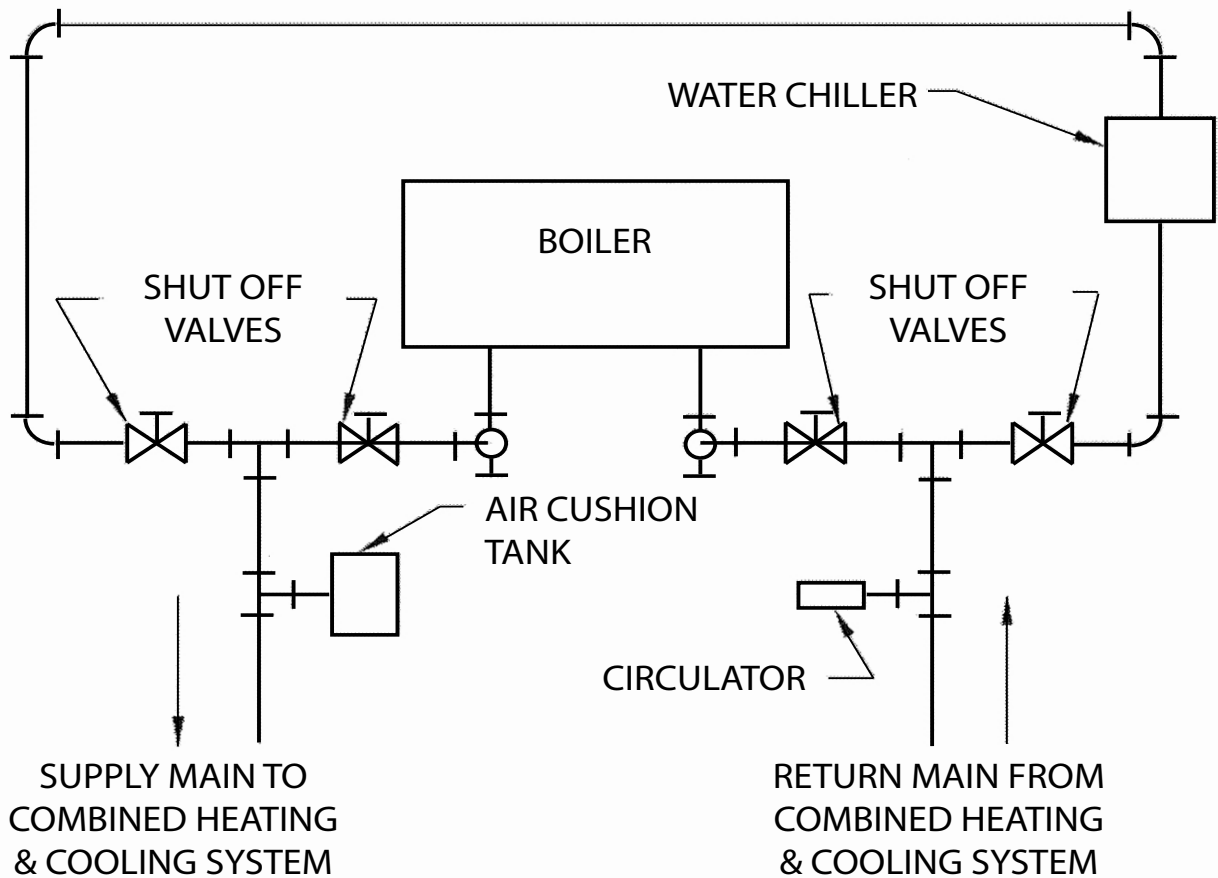 WATER CHILLER
BOILER
SHUT OFF
VALVES
SHUT OFF
VALVES
AIR CUSHION
TANK
CIRCULATOR
SUPPLY MAIN TO
COMBINED HEATING
& COOLING SYSTEM
RETURN MAIN FROM
COMBINED HEATING
& COOLING SYSTEM